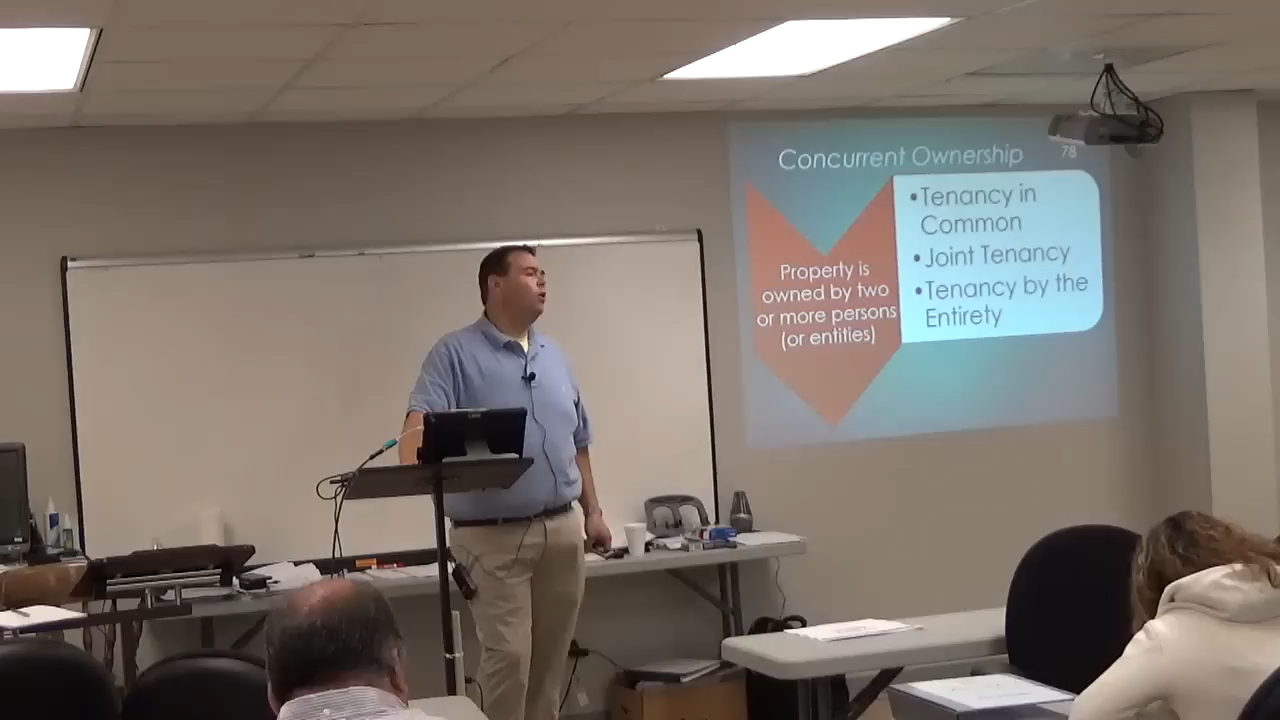 Concurrent Ownership
78
Property is
owned by two
or more persons
(or entities)
•Tenancy in
Common
•Joint Tenancy
•Tenancy by the
Entirety